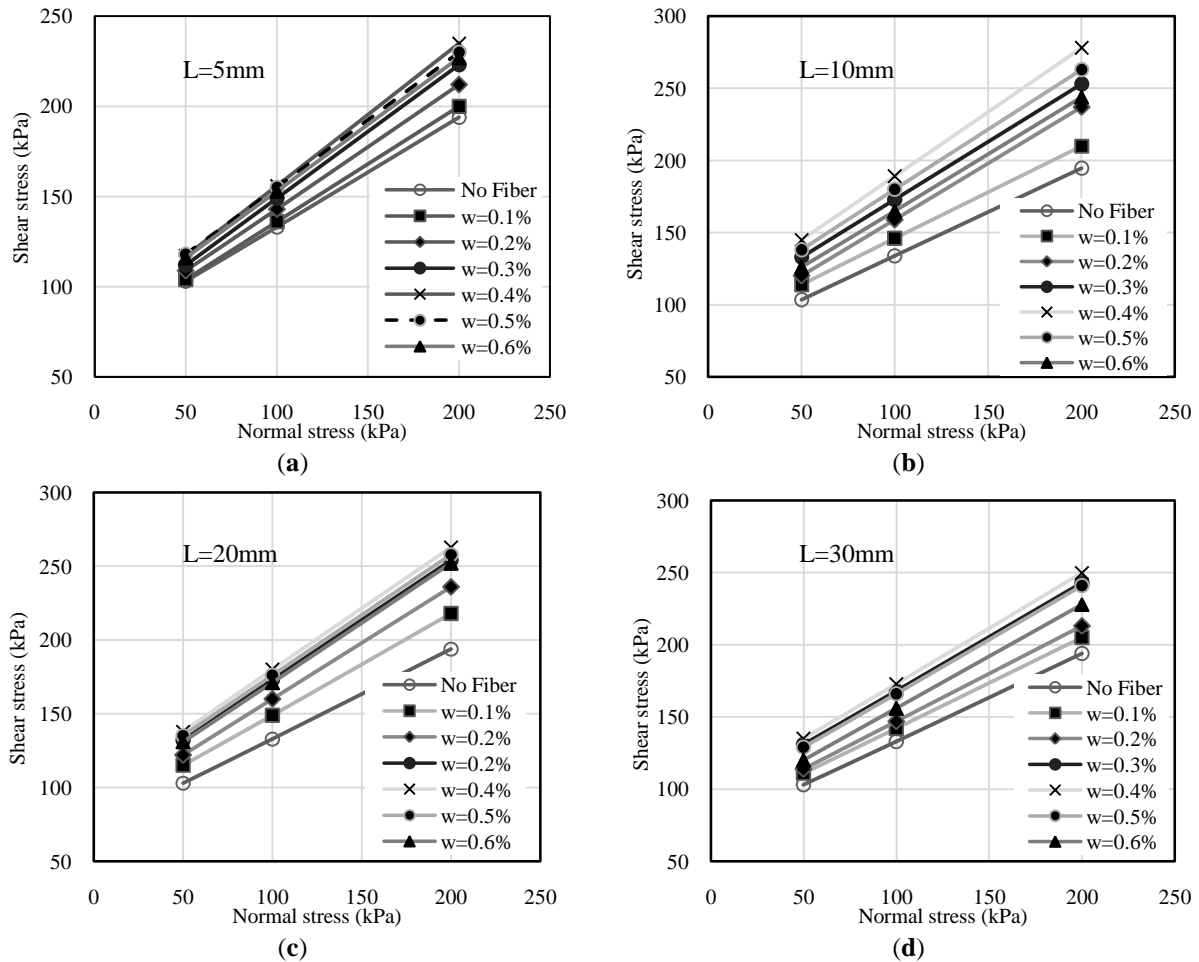 250
200
150
100
50
0
50
100
150
200
250
Shear stress (kPa)
Normal stress (kPa)
L=5mm
No Fiber
w=0.1%
w=0.2%
w=0.3%
w=0.4%
w=0.5%
w=0.6%
(a)
300
250
200
150
100
50
0
50
100
150
200
250
Shear stress (kPa)
Normal stress (kPa)
L=10mm
No Fiber
w=0.1%
w=0.2%
w=0.3%
w=0.4%
w=0.5%
w=0.6%
(b)
300
250
200
150
100
50
0
50
100
150
200
250
Shear stress (kPa)
Normal stress (kPa)
L=20mm
No Fiber
w=0.1%
w=0.2%
w=0.2%
w=0.4%
w=0.5%
w=0.6%
(c)
300
250
200
150
100
50
0
50
100
150
200
250
Shear stress (kPa)
Normal stress (kPa)
L=30mm
No Fiber
w=0.1%
w=0.2%
w=0.3%
w=0.4%
w=0.5%
w=0.6%
(d)